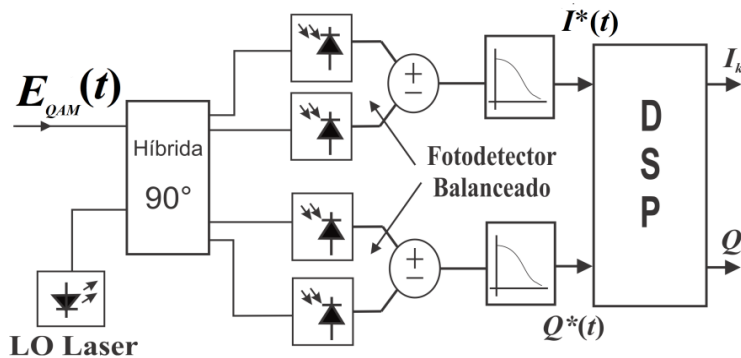 E_QAM(t)
I*(t)
I_k
Híbrida
90°
+
−
Fotodetector
Balanceado
D
S
P
+
−
Q
LO Laser
Q*(t)